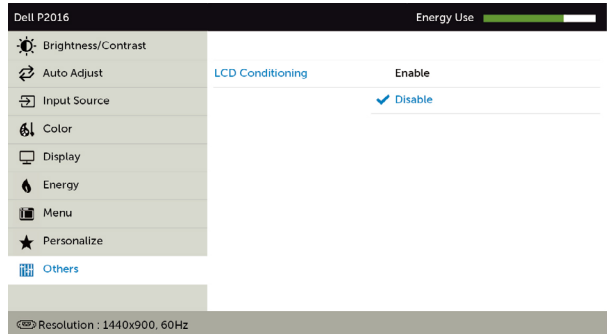 Dell P2016
Energy Use
Brightness/Contrast
Auto Adjust
LCD Conditioning
Enable
Input Source
Disable
Color
Display
Energy
Menu
Personalize
Others
Resolution : 1440x900, 60Hz